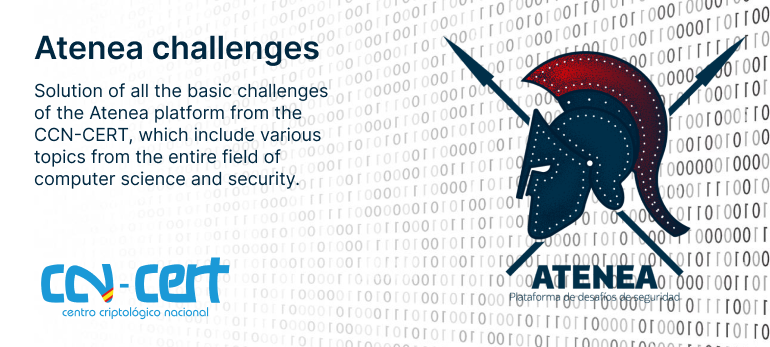 Atenea challenges
Solution of all the basic challenges
of the Atenea platform from the
CCN-CERT, which include various
topics from the entire field of
computer science and security.
ccn-cert
centro criptológico nacional
ATENEA
Plataforma de desafíos de seguridad